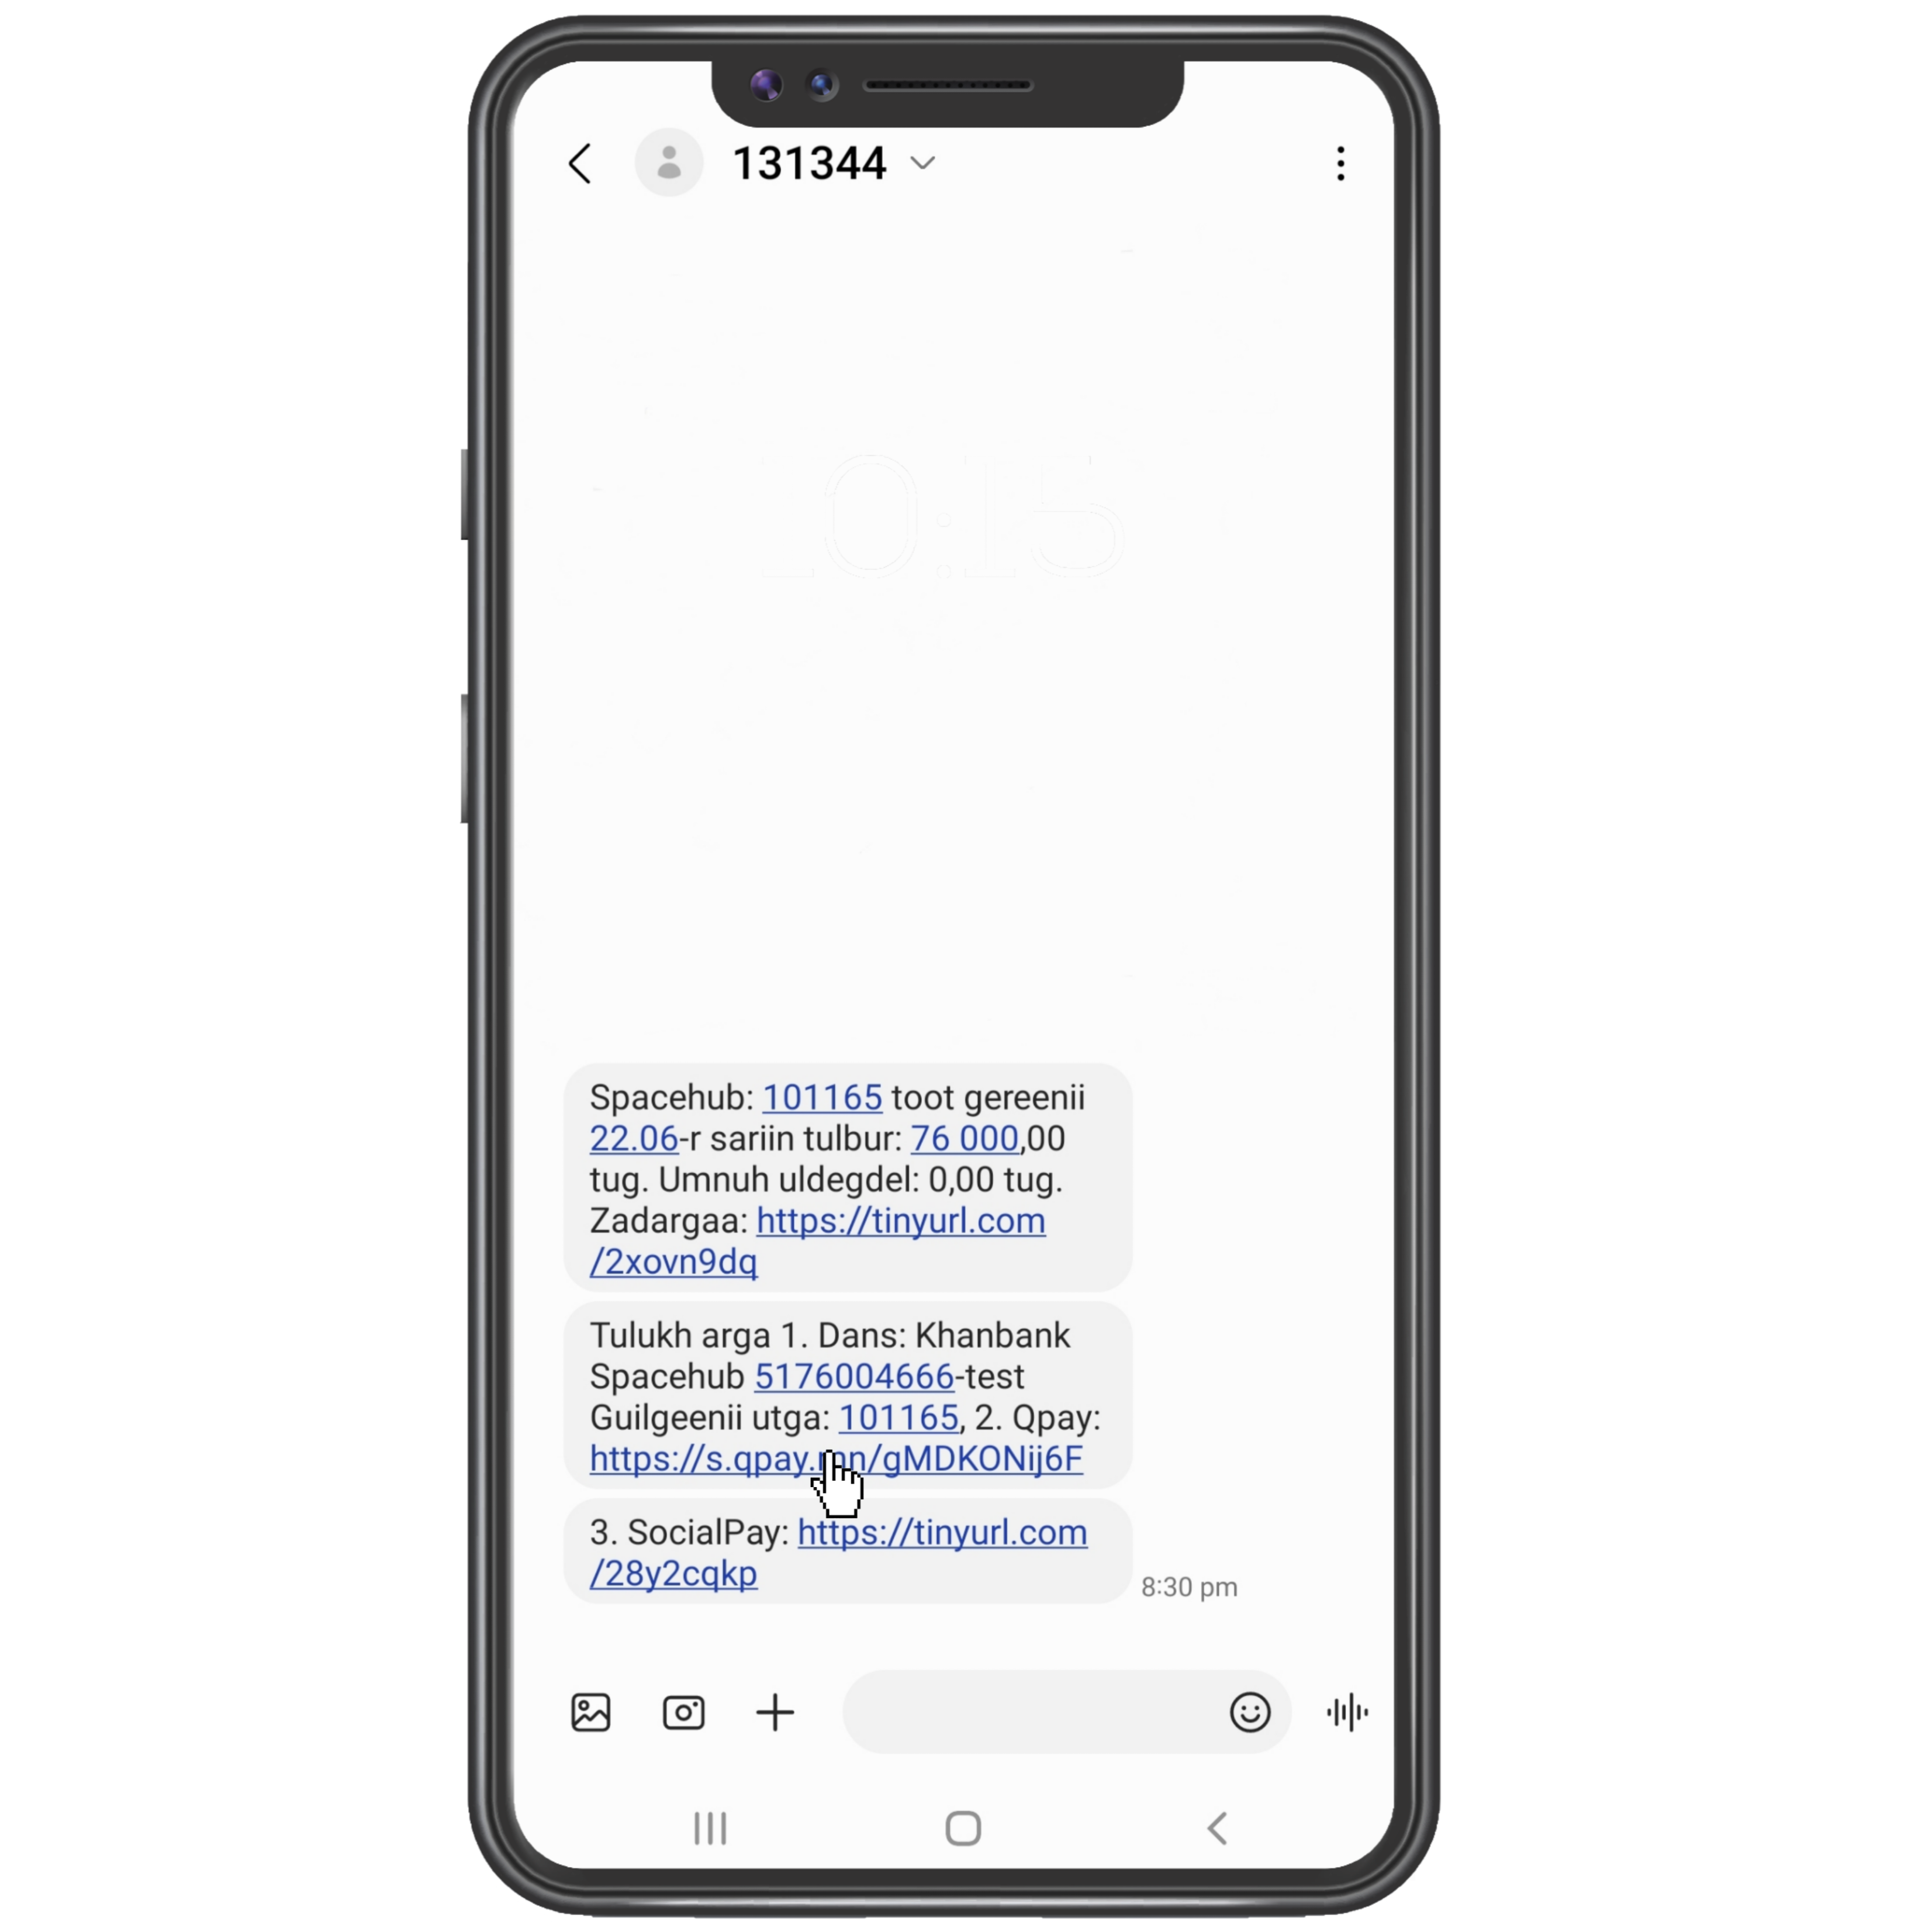 131344
10:15
Spacehub: 101165 toot gereenii
22.06-r sariin tulbur: 76 000,00
tug. Umnuh uldegdel: 0,00 tug.
Zadargaa: https://tinyurl.com
/2xovn9dq
Tulukh arga 1. Dans: Khanbank
Spacehub 5176004666-test
Guilgeenii utga: 101165, 2. Qpay:
https://s.qpay.mn/gMDKONij6F
3. SocialPay: https://tinyurl.com
/28y2cqkp
8:30 pm